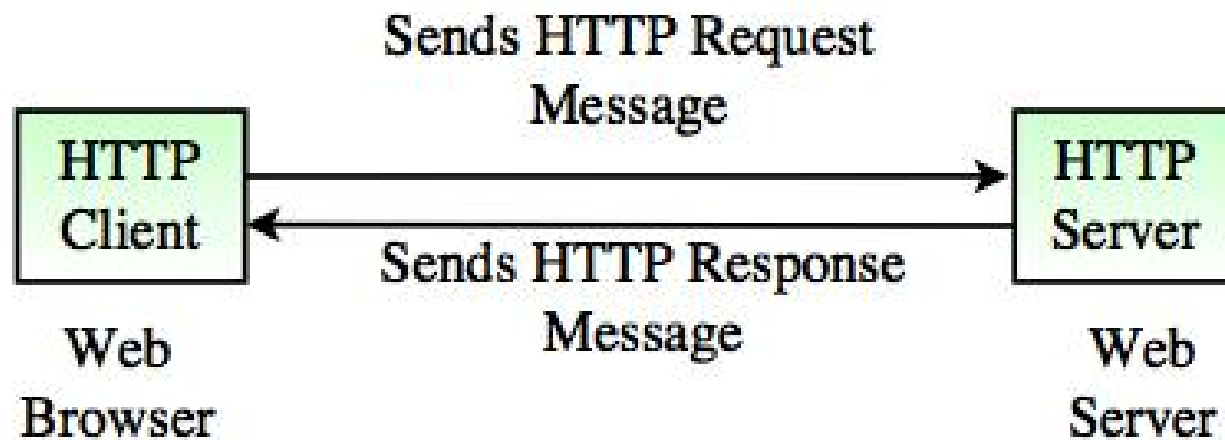 Sends HTTP Request
Message
HTTP
Client
HTTP
Server
Sends HTTP Response
Message
Web
Browser
Web
Server